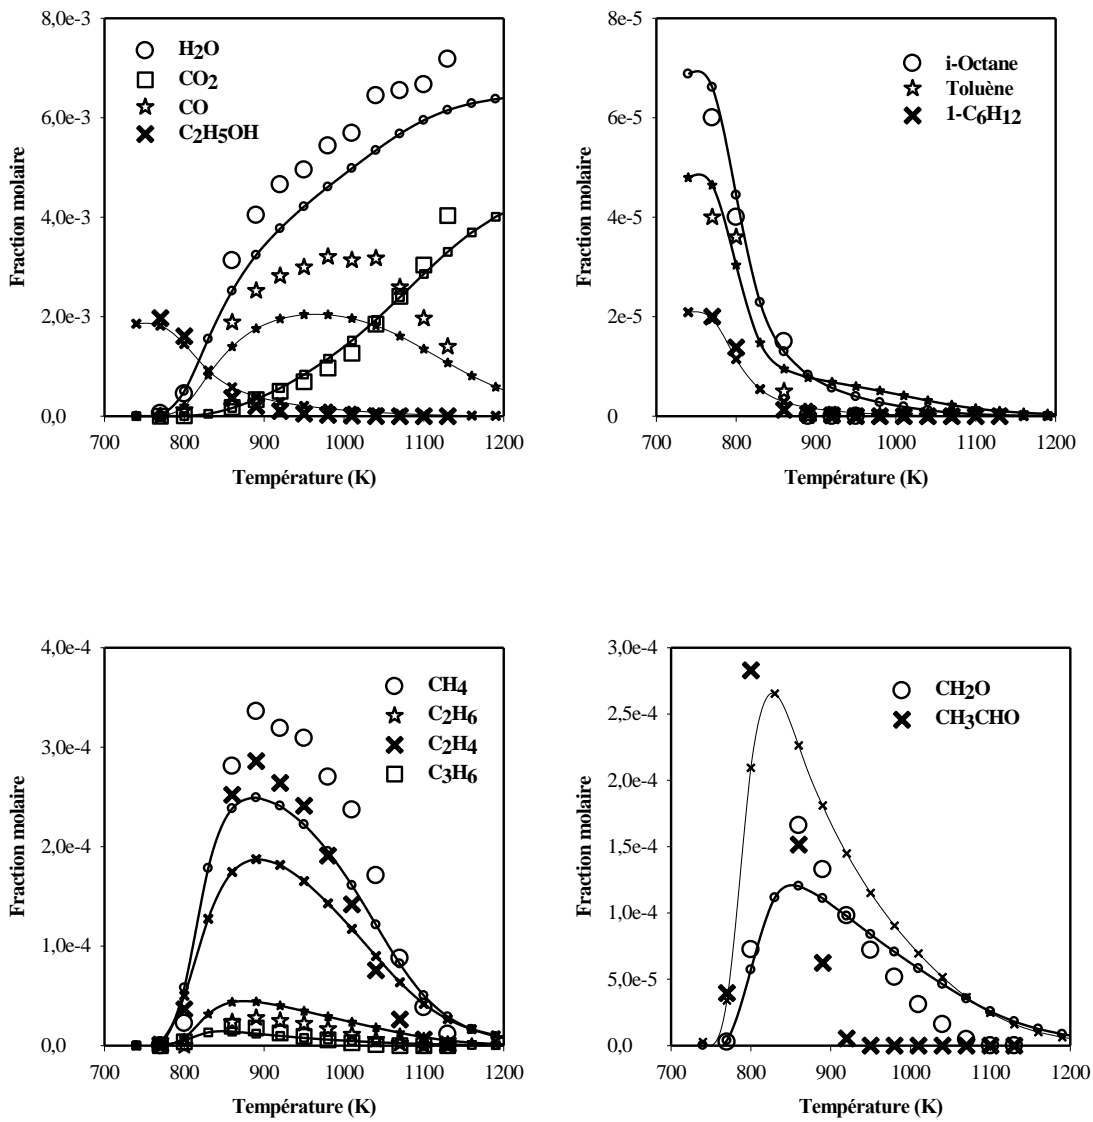 8,0e-3
6,0e-3
4,0e-3
2,0e-3
0,0
Fraction molaire
H2O
CO2
CO
C2H5OH
700 800 900 1000 1100 1200
Température (K)
8e-5
6e-5
4e-5
2e-5
0
Fraction molaire
i-Octane
Toluène
1-C6H12
700 800 900 1000 1100 1200
Température (K)
4,0e-4
3,0e-4
2,0e-4
1,0e-4
0,0
Fraction molaire
CH4
C2H6
C2H4
C3H6
700 800 900 1000 1100 1200
Température (K)
3,0e-4
2,5e-4
2,0e-4
1,5e-4
1,0e-4
5,0e-5
0,0
Fraction molaire
CH2O
CH3CHO
700 800 900 1000 1100 1200
Température (K)